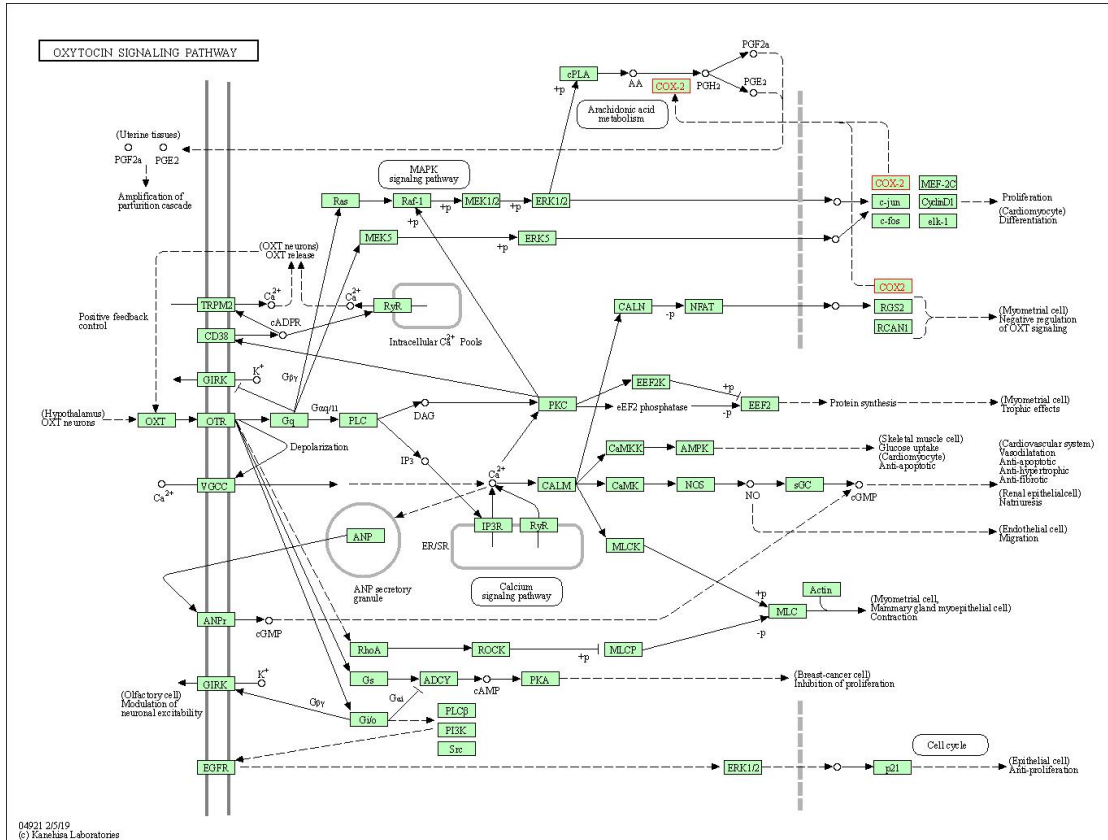 OXYTOCIN SIGNALING PATHWAY
PGF2a
cPLA
+p
AA
COX-2
PGH2
PGE2
Arachidonic acid
metabolism
(Uterine tissues)
PGF2a
PGE2
Amplification of
parturition cascade
MAPK
signalng pathway
Ras
Raf-1
+p
+p
MEK1/2
+p
ERK1/2
COX-2
MEF-2C
c-jun
CyclinD1
c-fos
elk-1
Proliferation
(Cardiomyocyte)
Differentiation
MEK5
+p
ERK5
(OXT neurons)
OXT release
TRPM2
Ca2+
Ca2+
RyR
cADPR
CD38
Intracellular Ca2+ Pools
Positive feedback
control
CALN
-p
NFAT
COX2
RGS2
RCAN1
(Myometrial cell)
Negative regulation
of OXT signaling
GIRK
K+
Gβγ
(Hypothalamus)
OXT neurons
OXT
OTR
Gq
Gαq/11
PLC
DAG
IP3
PKC
EEF2K
+p
eEF2 phosphatase
-p
EEF2
Protein synthesis
(Myometrial cell)
Trophic effects
Depolarization
Ca2+
VGCC
Ca2+
CALM
CaMKK
AMPK
(Skeletal muscle cell)
Glucose uptake
(Cardiomyocyte)
Anti-apoptotic
(Cardiovascular system)
Vasodilatation
Anti-apoptotic
Anti-hypertrophic
Anti-fibrotic
(Renal epithelialcell)
Natriuresis
CaMK
NOS
NO
sGC
cGMP
(Endothelial cell)
Migration
ANP
ANP secretory
granule
IP3R
RyR
ER/SR
Calcium
signalng pathway
MLCK
+p
Actin
MLC
-p
(Myometrial cell,
Mammary gland myoepithelial cell)
Contraction
ANPr
cGMP
RhoA
ROCK
+p
MLCP
GIRK
K+
(Olfactory cell)
Modulation of
neuronal excitability
Gβγ
Gs
ADCY
cAMP
PKA
(Breast-cancer cell)
Inhibition of proliferation
Gαi
Gi/o
PLCβ
PI3K
Src
EGFR
ERK1/2
p21
Cell cycle
(Epithelial cell)
Anti-proliferation
04921 2/5/19
(c) Kanehisa Laboratories